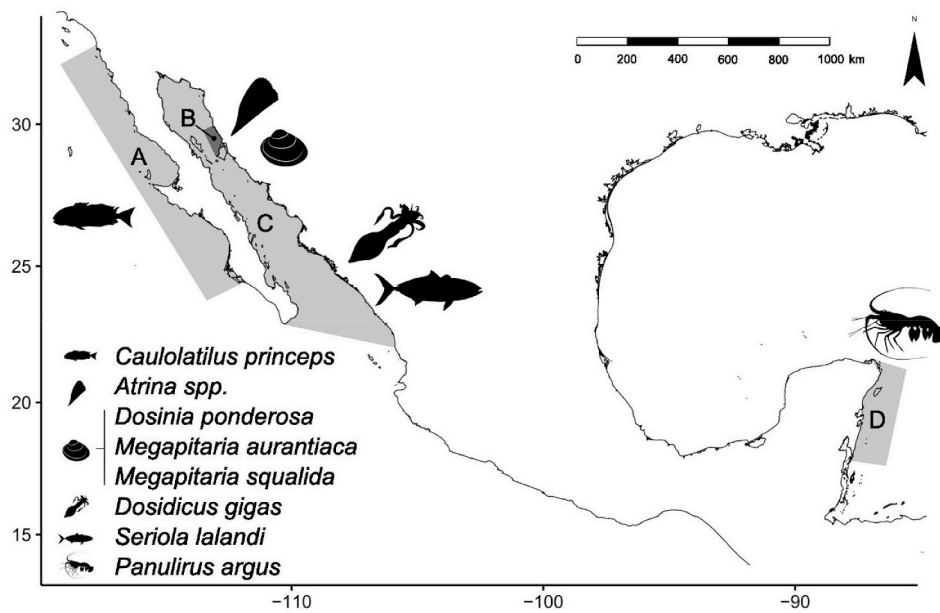 N
0 200 400 600 800 1000 km
30
25
20
15
-110 -100 -90
A
B
C
D
Caulolatilus princeps
Atrina spp.
Dosinia ponderosa
Megapitaria aurantiaca
Megapitaria squalida
Dosidicus gigas
Seriola lalandi
Panulirus argus